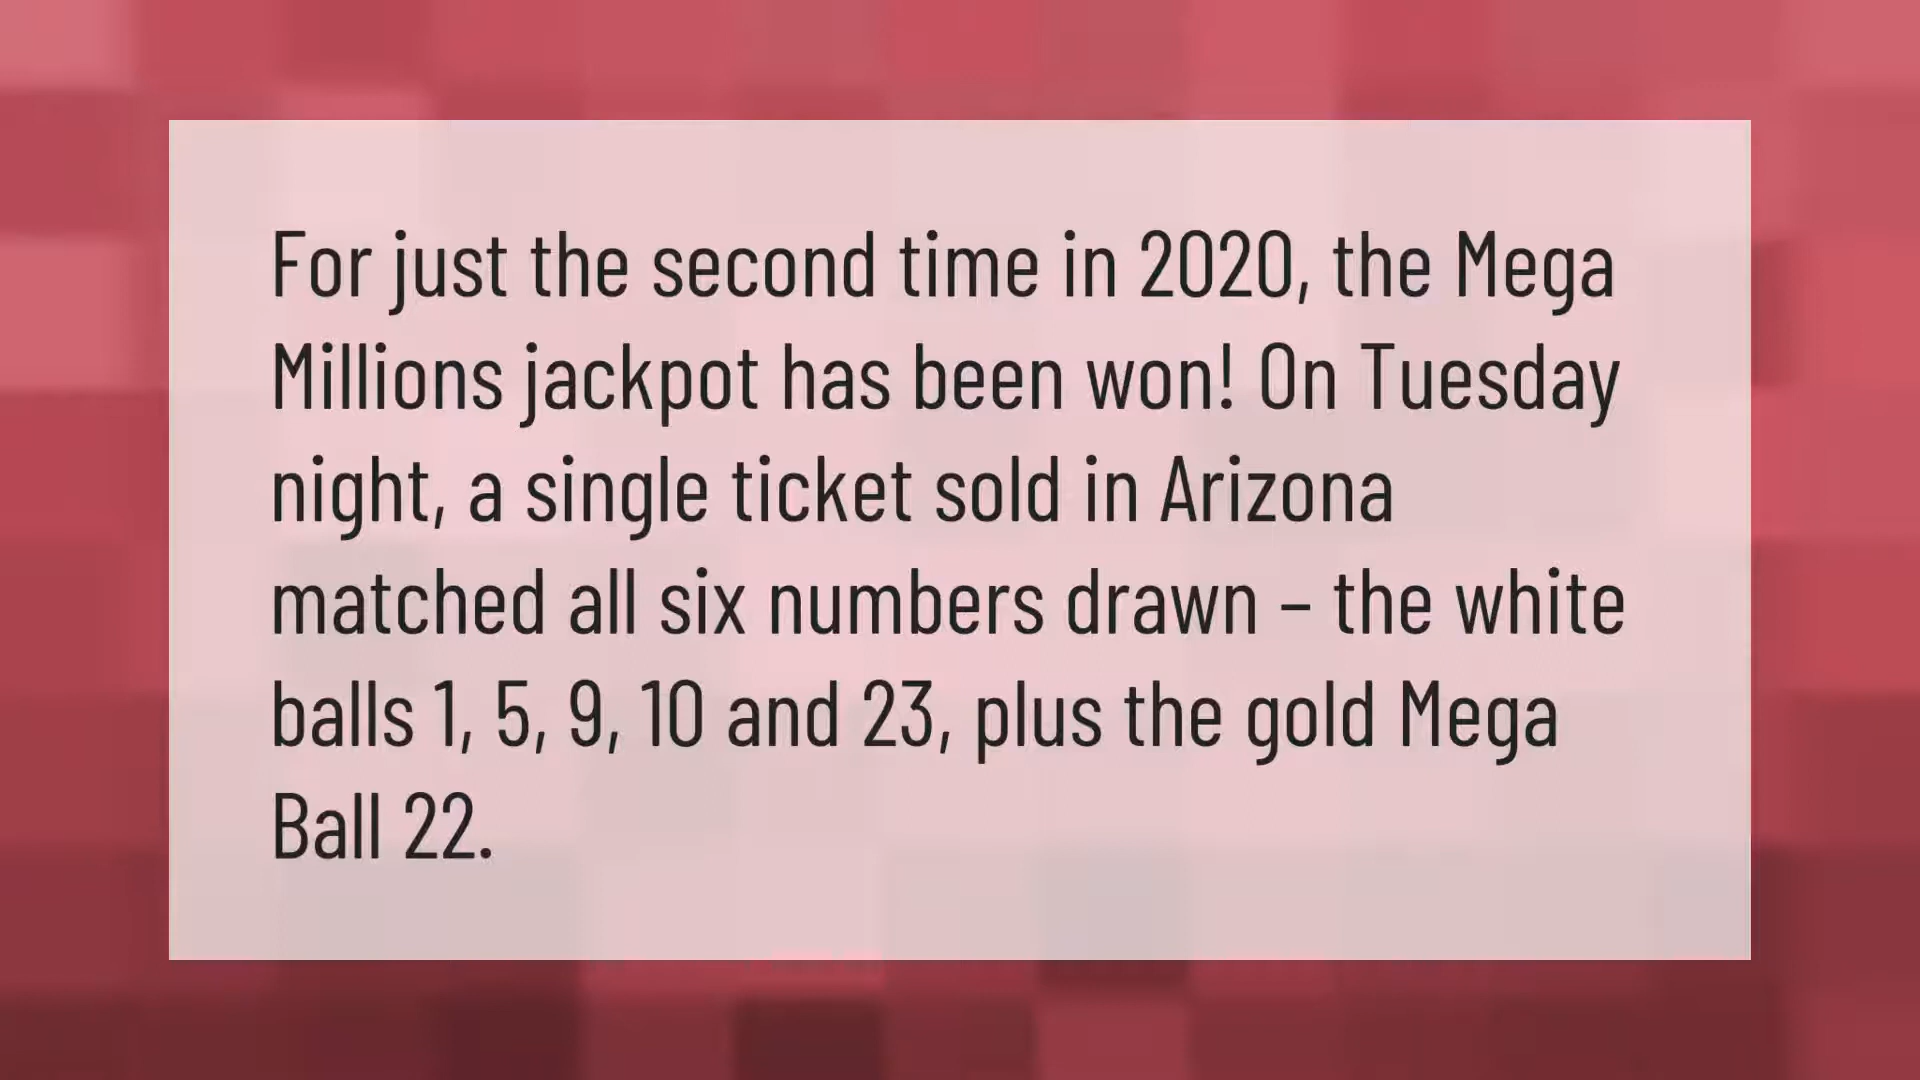 For just the second time in 2020, the Mega
Millions jackpot has been won! On Tuesday
night, a single ticket sold in Arizona
matched all six numbers drawn – the white
balls 1, 5, 9, 10 and 23, plus the gold Mega
Ball 22.